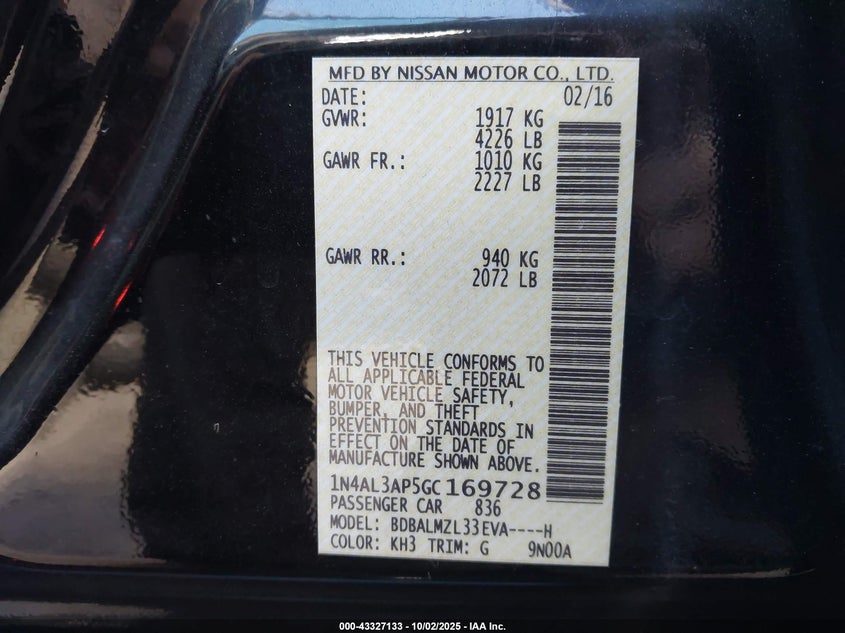 MFD BY NISSAN MOTOR CO., LTD.
DATE: 02/16
GVWR: 1917 KG
4226 LB
GAWR FR.: 1010 KG
2227 LB
GAWR RR.: 940 KG
2072 LB
THIS VEHICLE CONFORMS TO
ALL APPLICABLE FEDERAL
MOTOR VEHICLE SAFETY,
BUMPER, AND THEFT
PREVENTION STANDARDS IN
EFFECT ON THE DATE OF
MANUFACTURE SHOWN ABOVE.
1N4AL3AP5GC169728
PASSENGER CAR 836
MODEL: BDBALMZL33EVA----H
COLOR: KH3 TRIM: G 9N00A
000-43327133 - 10/02/2025 - IAA Inc.